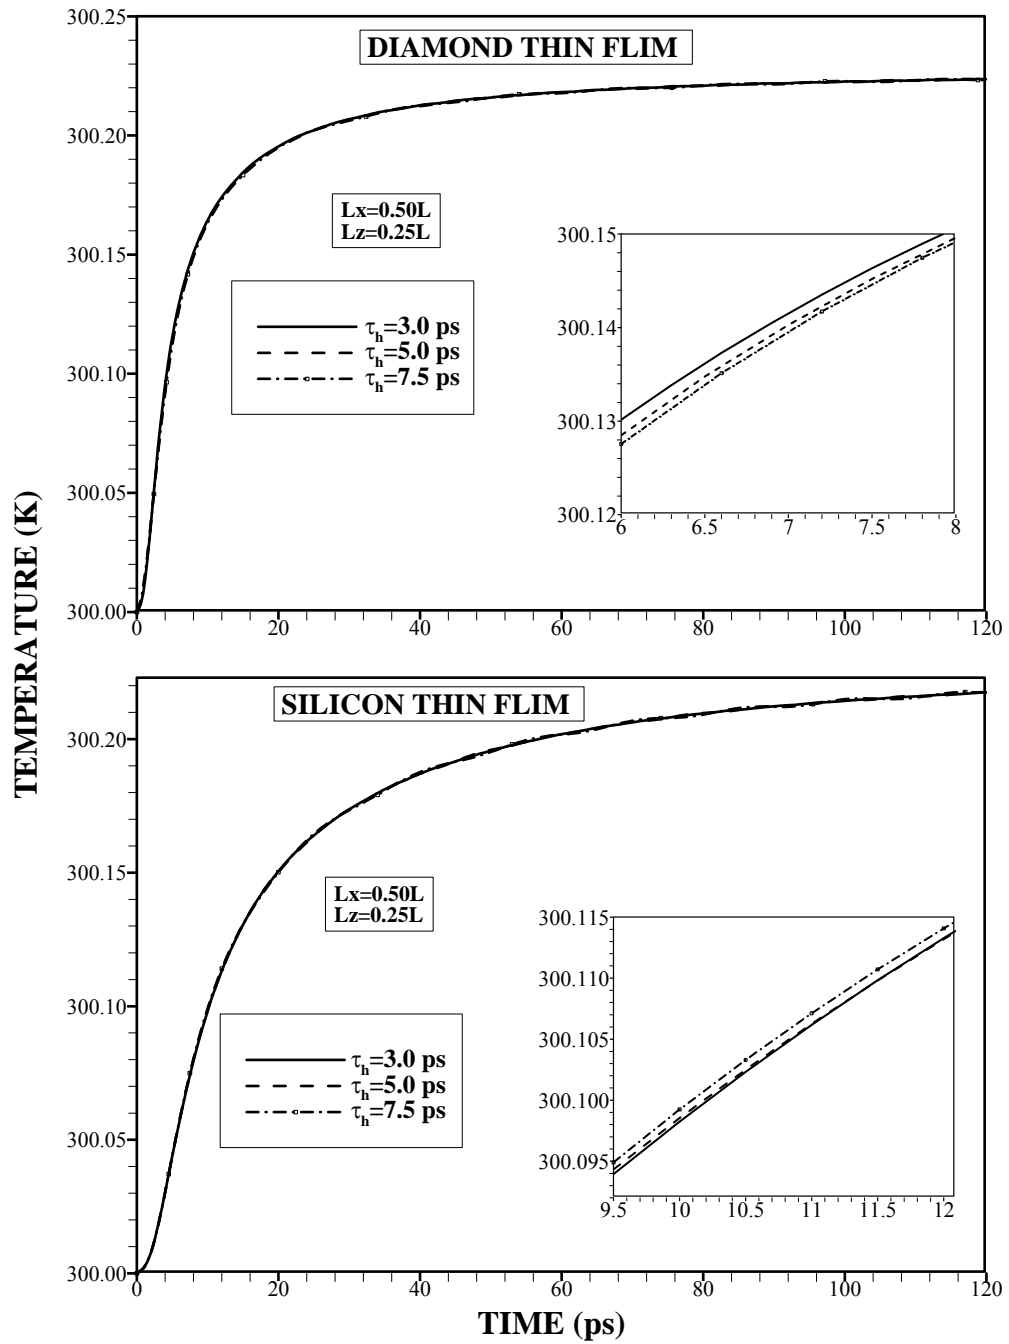 300.25
DIAMOND THIN FLIM
300.20
Lx=0.50L
Lz=0.25L
300.15
300.15
τh=3.0 ps
300.14
τh=5.0 ps
300.10
τh=7.5 ps
300.13
300.05
300.12
6 6.5 7 7.5 8
300.00
0 20 40 60 80 100 120
TEMPERATURE (K)
SILICON THIN FLIM
300.20
300.15
Lx=0.50L
Lz=0.25L
300.115
300.110
300.10
300.105
τh=3.0 ps
τh=5.0 ps
300.100
τh=7.5 ps
300.05
300.095
9.5 10 10.5 11 11.5 12
300.00
0 20 40 60 80 100 120
TIME (ps)